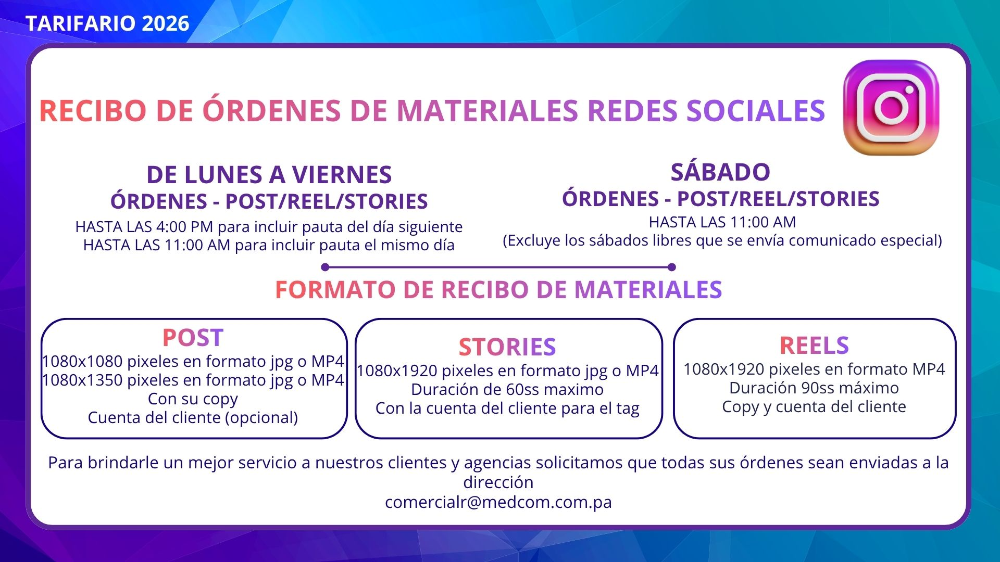 TARIFARIO 2026
RECIBO DE ÓRDENES DE MATERIALES REDES SOCIALES
DE LUNES A VIERNES
ÓRDENES - POST/REEL/STORIES
HASTA LAS 4:00 PM para incluir pauta del día siguiente
HASTA LAS 11:00 AM para incluir pauta el mismo día
SÁBADO
ÓRDENES - POST/REEL/STORIES
HASTA LAS 11:00 AM
(Excluye los sábados libres que se envía comunicado especial)
FORMATO DE RECIBO DE MATERIALES
POST
1080x1080 pixeles en formato jpg o MP4
1080x1350 pixeles en formato jpg o MP4
Con su copy
Cuenta del cliente (opcional)
STORIES
1080x1920 pixeles en formato jpg o MP4
Duración de 60ss maximo
Con la cuenta del cliente para el tag
REELS
1080x1920 pixeles en formato MP4
Duración 90ss máximo
Copy y cuenta del cliente
Para brindarle un mejor servicio a nuestros clientes y agencias solicitamos que todas sus órdenes sean enviadas a la
dirección
comercialr@medcom.com.pa